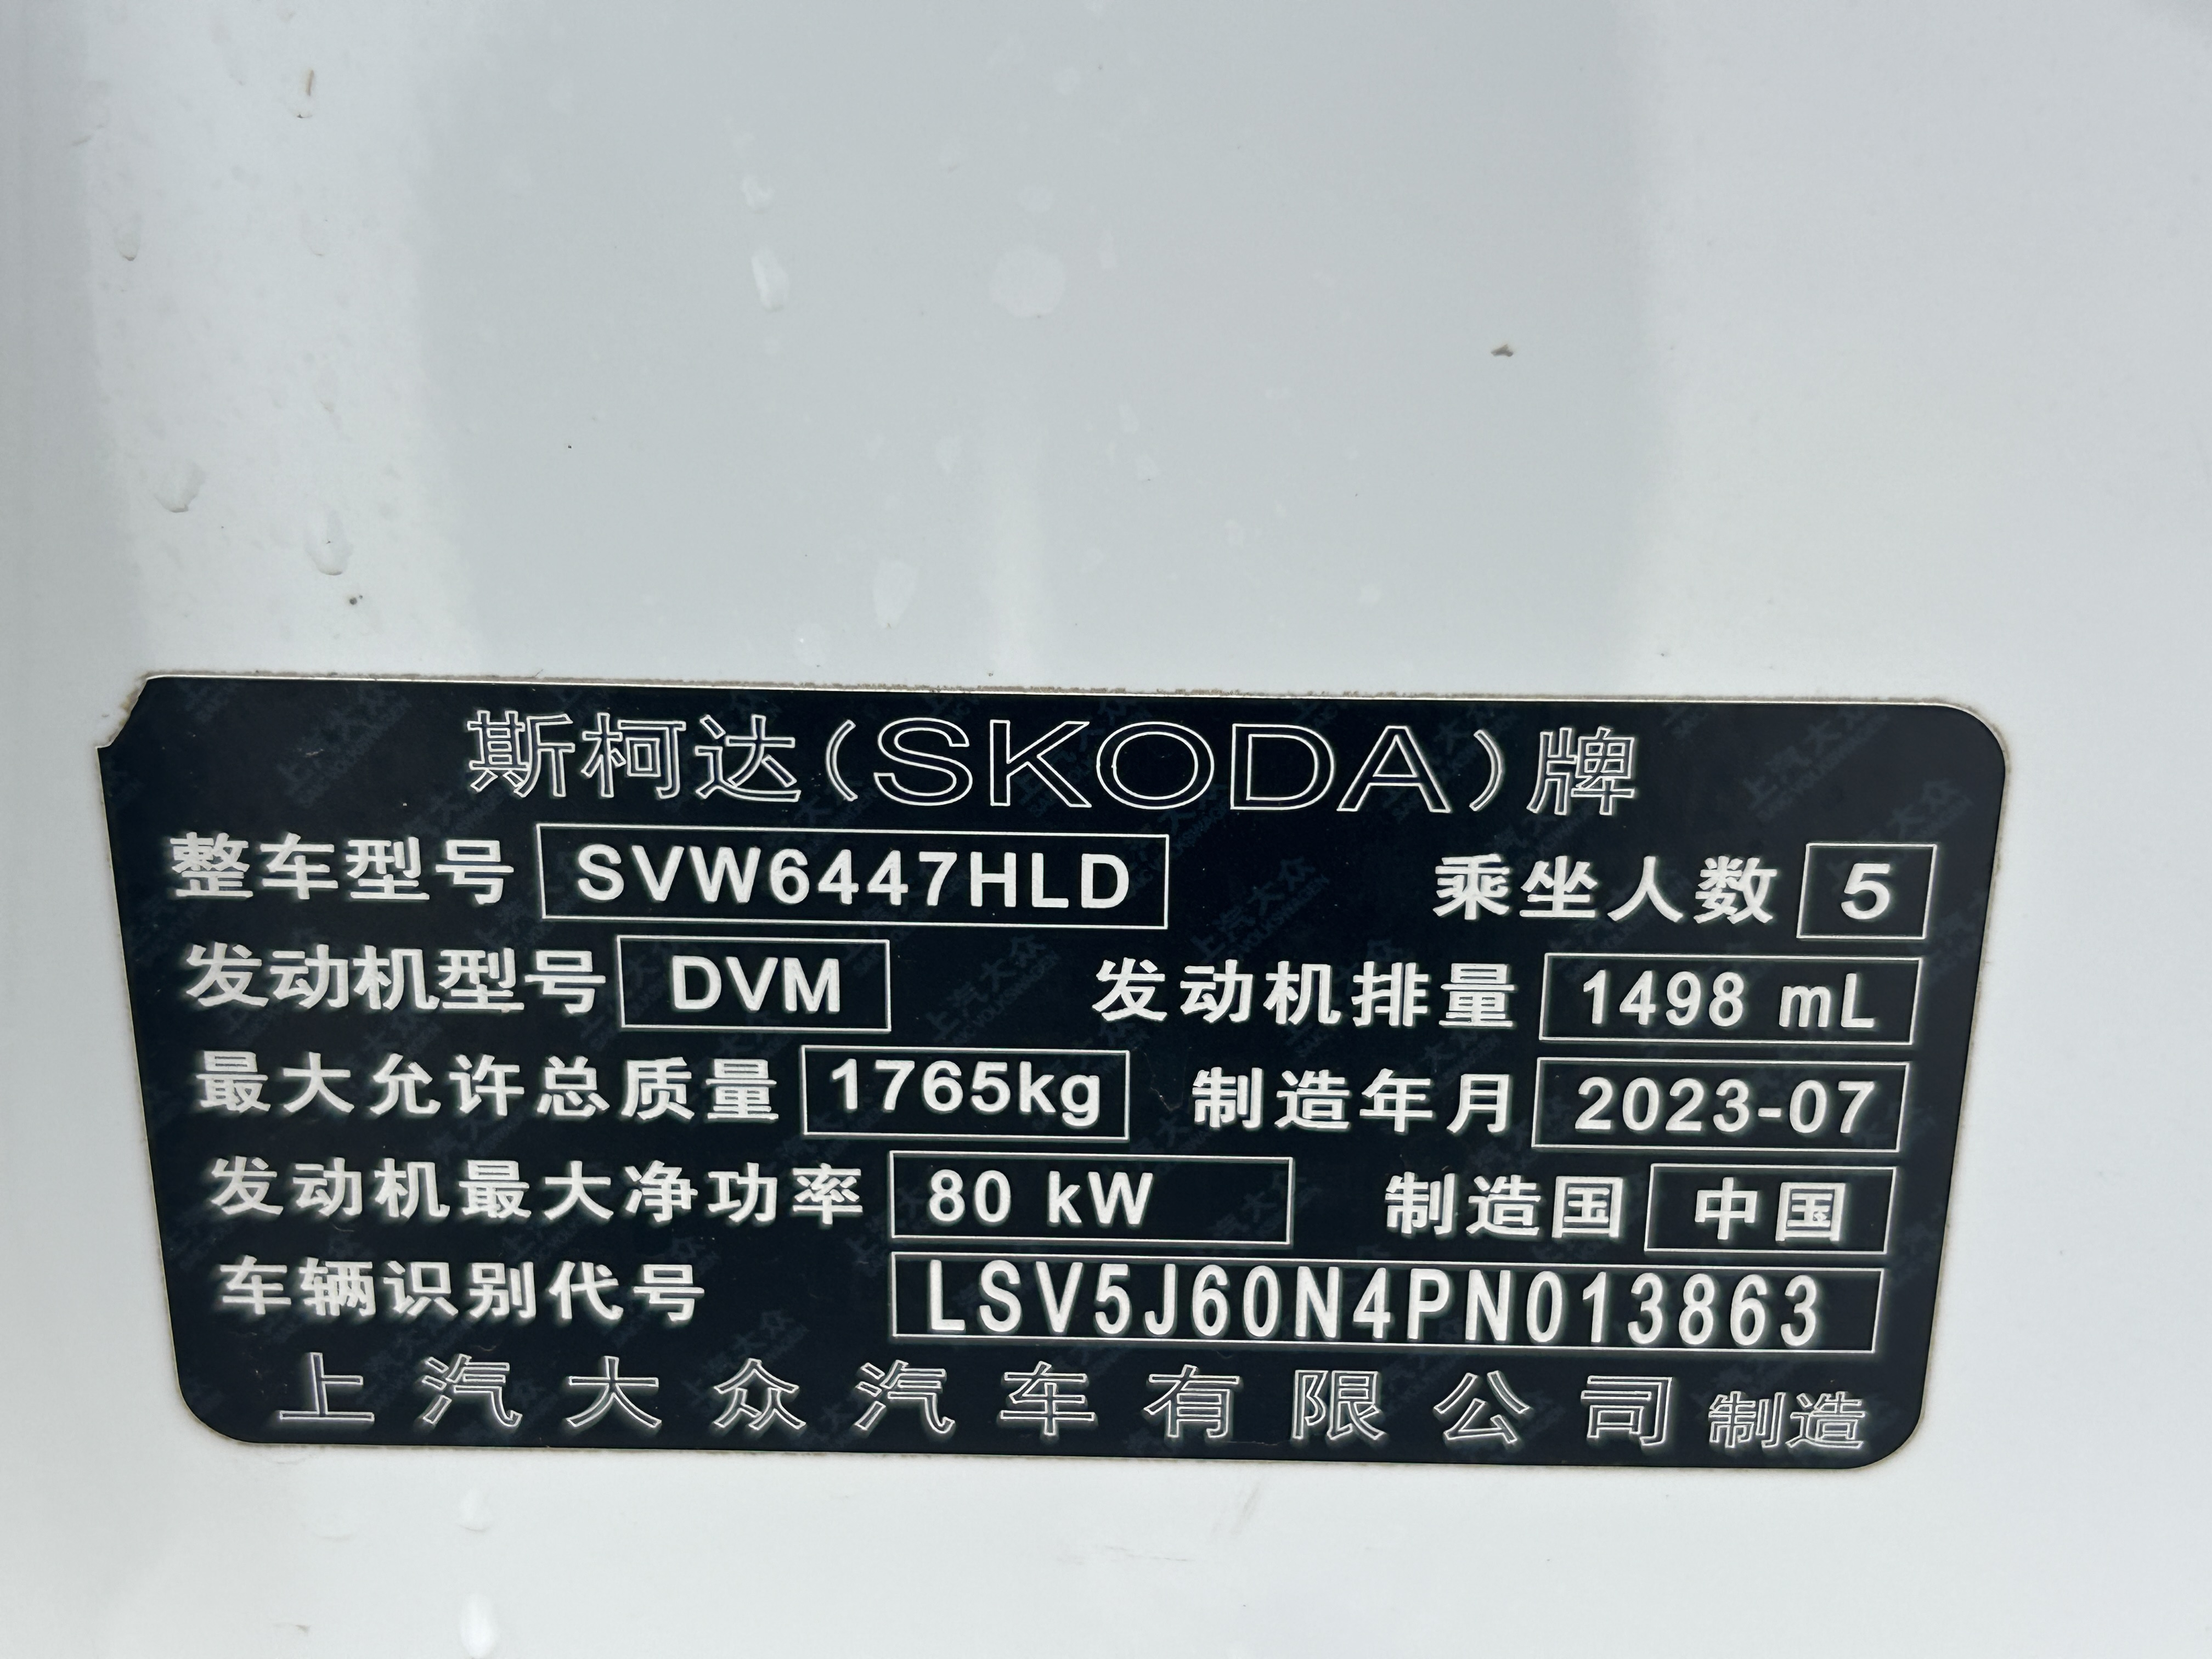 斯柯达(SKODA)牌
整车型号 SVW6447HLD 乘坐人数 5
发动机型号 DVM 发动机排量 1498 mL
最大允许总质量 1765kg 制造年月 2023-07
发动机最大净功率 80 kW 制造国 中国
车辆识别代号 LSV5J60N4PN013863
上汽大众汽车有限公司 制造